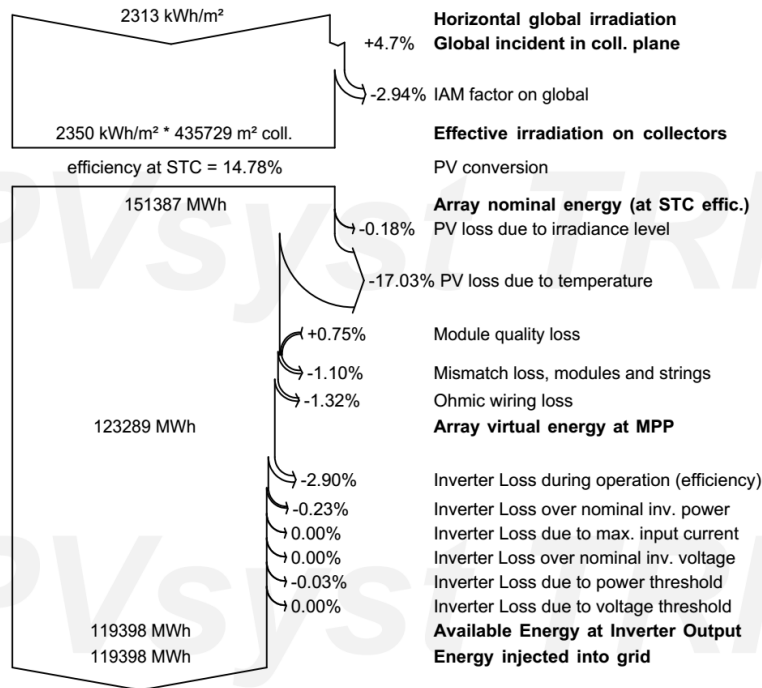 2313 kWh/m² Horizontal global irradiation
+4.7% Global incident in coll. plane
-2.94% IAM factor on global
2350 kWh/m² * 435729 m² coll. Effective irradiation on collectors
efficiency at STC = 14.78% PV conversion
151387 MWh Array nominal energy (at STC effic.)
-0.18% PV loss due to irradiance level
PVsyst TRI
-17.03% PV loss due to temperature
+0.75% Module quality loss
-1.10% Mismatch loss, modules and strings
-1.32% Ohmic wiring loss
123289 MWh Array virtual energy at MPP
-2.90% Inverter Loss during operation (efficiency)
-0.23% Inverter Loss over nominal inv. power
0.00% Inverter Loss due to max. input current
0.00% Inverter Loss over nominal inv. voltage
PVsyst TRI
-0.03% Inverter Loss due to power threshold
0.00% Inverter Loss due to voltage threshold
119398 MWh Available Energy at Inverter Output
119398 MWh Energy injected into grid